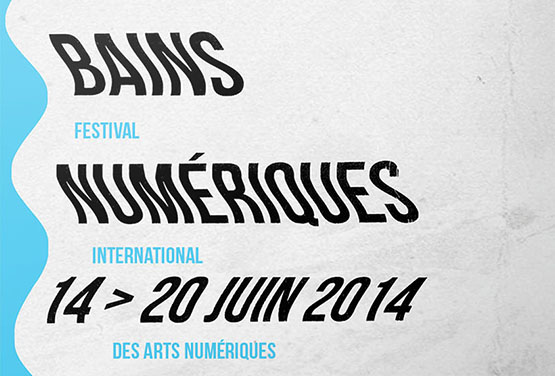 BAINS
FESTIVAL
NUMÉRIQUES
INTERNATIONAL
14 > 20 JUIN 2014
DES ARTS NUMÉRIQUES